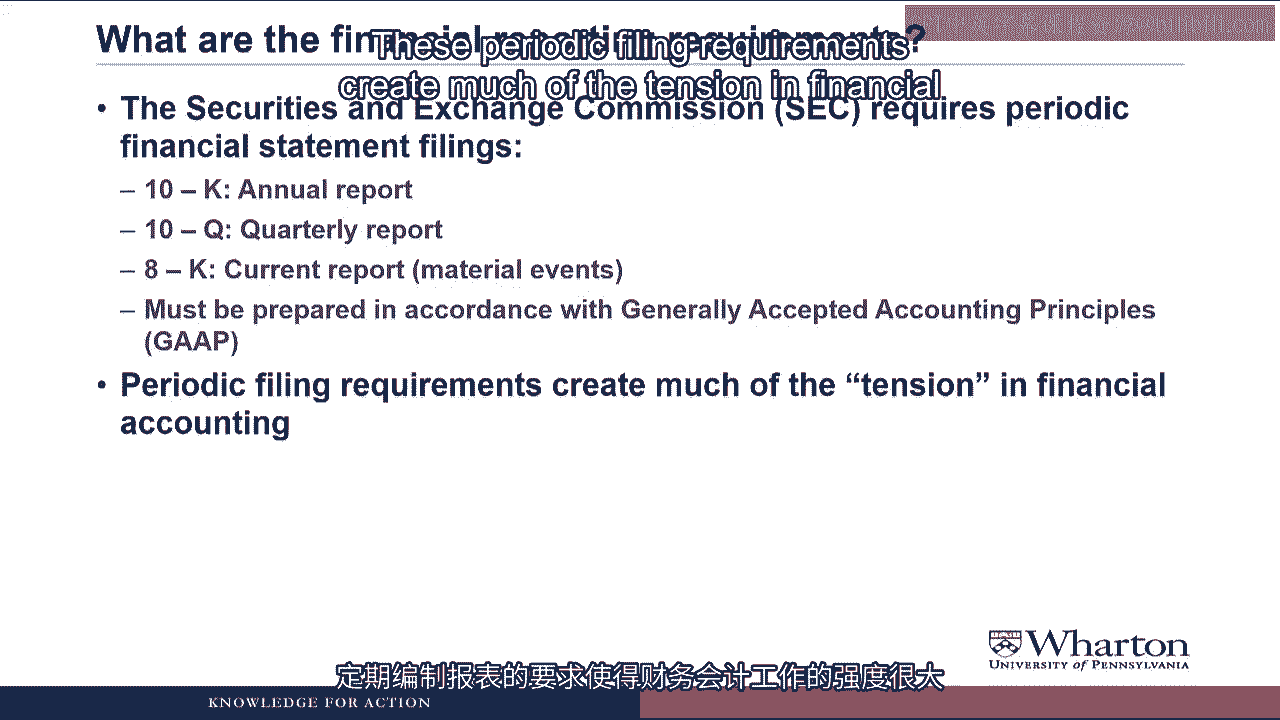 What are the financial reporting requirements?
These periodic filing requirements
create much of the tension in financial
• The Securities and Exchange Commission (SEC) requires periodic
financial statement filings:
– 10 – K: Annual report
– 10 – Q: Quarterly report
– 8 – K: Current report (material events)
– Must be prepared in accordance with Generally Accepted Accounting Principles
(GAAP)
• Periodic filing requirements create much of the “tension” in financial
accounting
Wharton
UNIVERSITY of PENNSYLVANIA
定期编制报表的要求使得财务会计工作的强度很大
KNOWLEDGE FOR ACTION